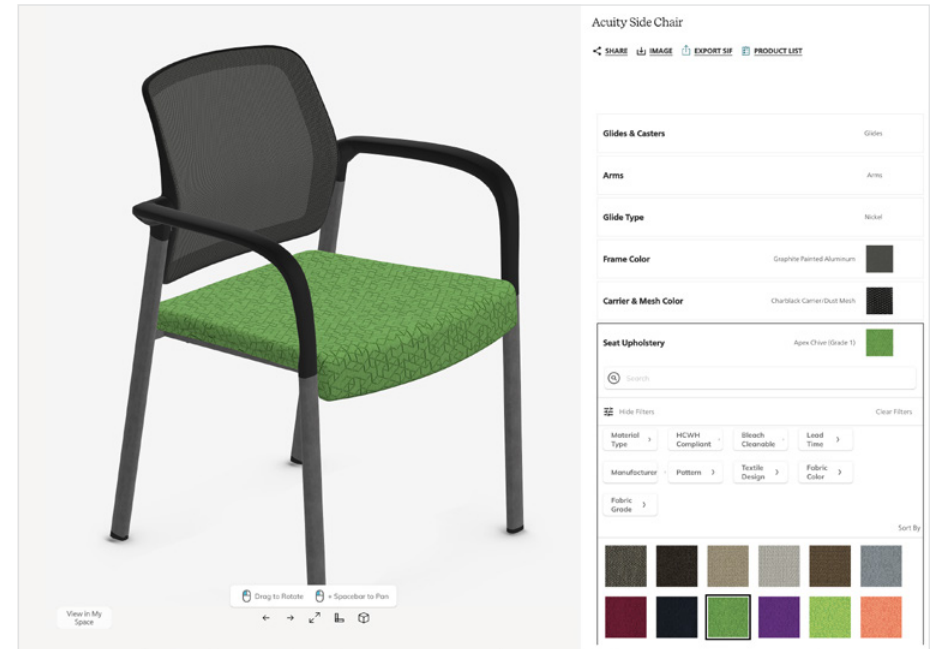 Acuity Side Chair
SHARE IMAGE EXPORT SIF PRODUCT LIST
Glides & Casters Glides
Arms Arms
Glide Type Nickel
Frame Color Graphite Painted Aluminum
Carrier & Mesh Color Charblack Carrier/Dust Mesh
Seat Upholstery Apex Chive (Grade 1)
Search
Hide Filters Clear Filters
Material Type
HCWH Compliant
Bleach Cleanable
Lead Time
Manufacturer
Pattern
Textile Design
Fabric Color
Fabric Grade
Sort By
Drag to Rotate + Spacebar to Pan
View In My
Space